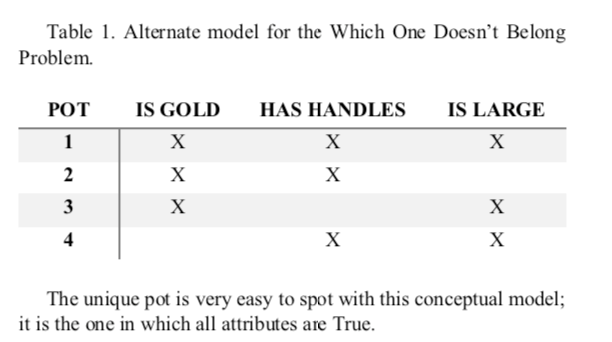 Table 1. Alternate model for the Which One Doesn't Belong
Problem.
POT IS GOLD HAS HANDLES IS LARGE
1 X X X
2 X X
3 X X
4 X X
The unique pot is very easy to spot with this conceptual model;
it is the one in which all attributes are True.